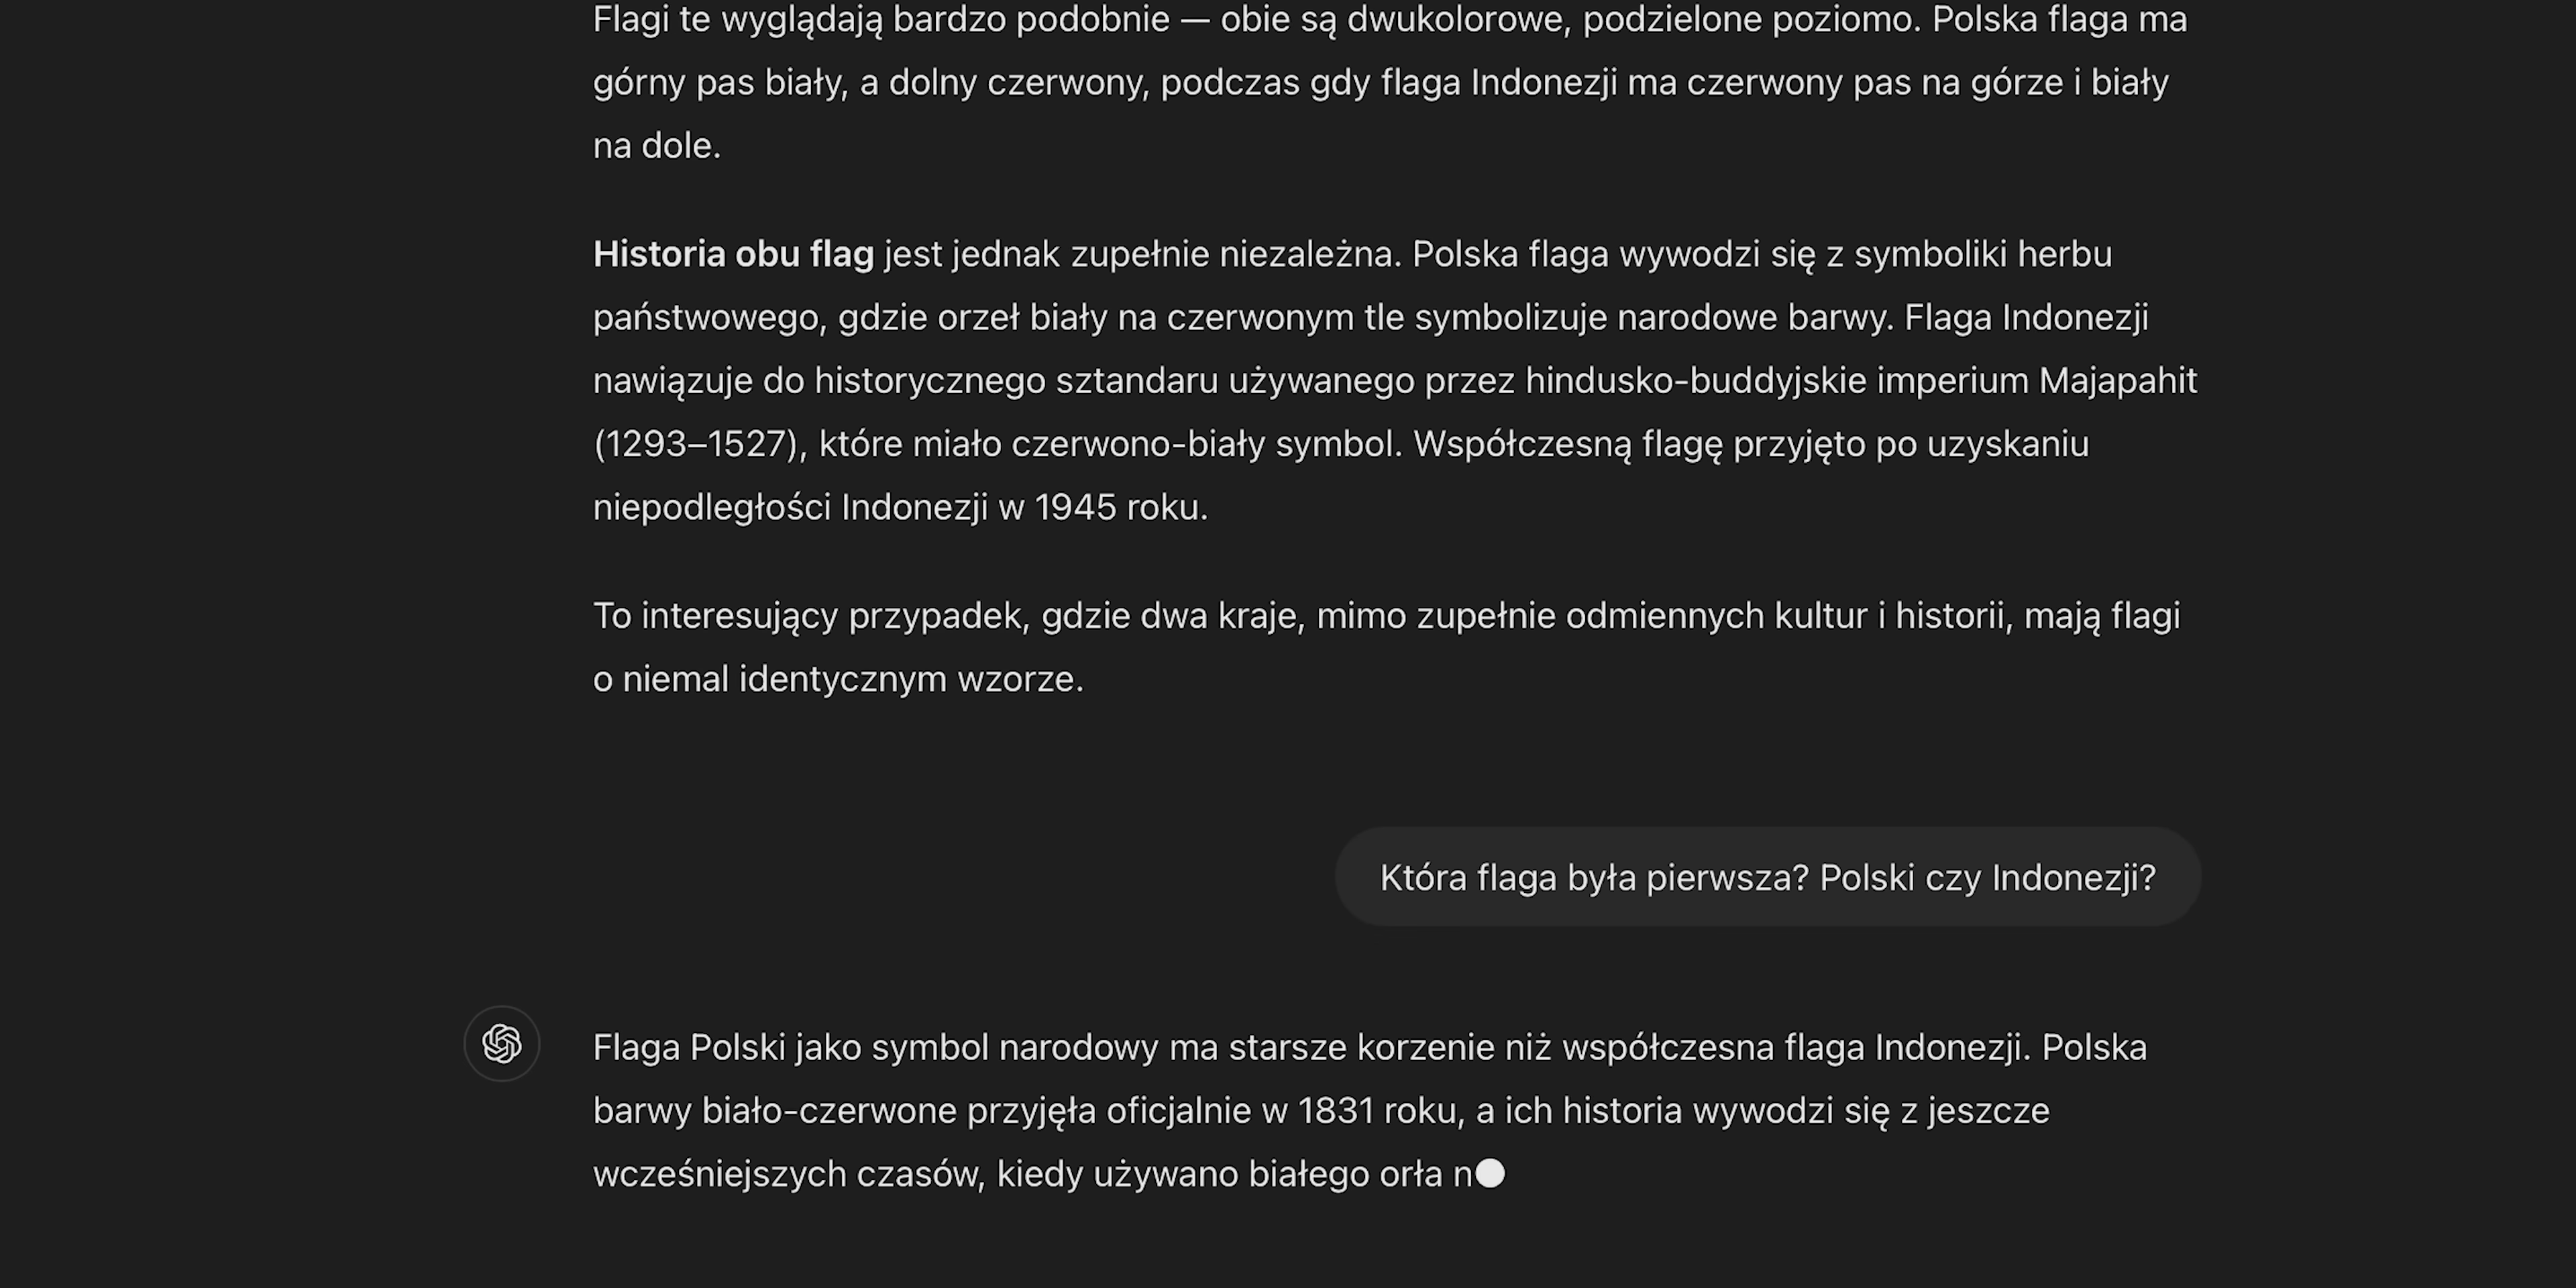 Flagi te wyglądają bardzo podobnie — obie są dwukolorowe, podzielone poziomo. Polska flaga ma
górny pas biały, a dolny czerwony, podczas gdy flaga Indonezji ma czerwony pas na górze i biały
na dole.
Historia obu flag jest jednak zupełnie niezależna. Polska flaga wywodzi się z symboliki herbu
państwowego, gdzie orzeł biały na czerwonym tle symbolizuje narodowe barwy. Flaga Indonezji
nawiązuje do historycznego sztandaru używanego przez hindusko-buddyjskie imperium Majapahit
(1293–1527), które miało czerwono-biały symbol. Współczesną flagę przyjęto po uzyskaniu
niepodległości Indonezji w 1945 roku.
To interesujący przypadek, gdzie dwa kraje, mimo zupełnie odmiennych kultur i historii, mają flagi
o niemal identycznym wzorze.
Która flaga była pierwsza? Polski czy Indonezji?
Flaga Polski jako symbol narodowy ma starsze korzenie niż współczesna flaga Indonezji. Polska
barwy biało-czerwone przyjęła oficjalnie w 1831 roku, a ich historia wywodzi się z jeszcze
wcześniejszych czasów, kiedy używano białego orła n